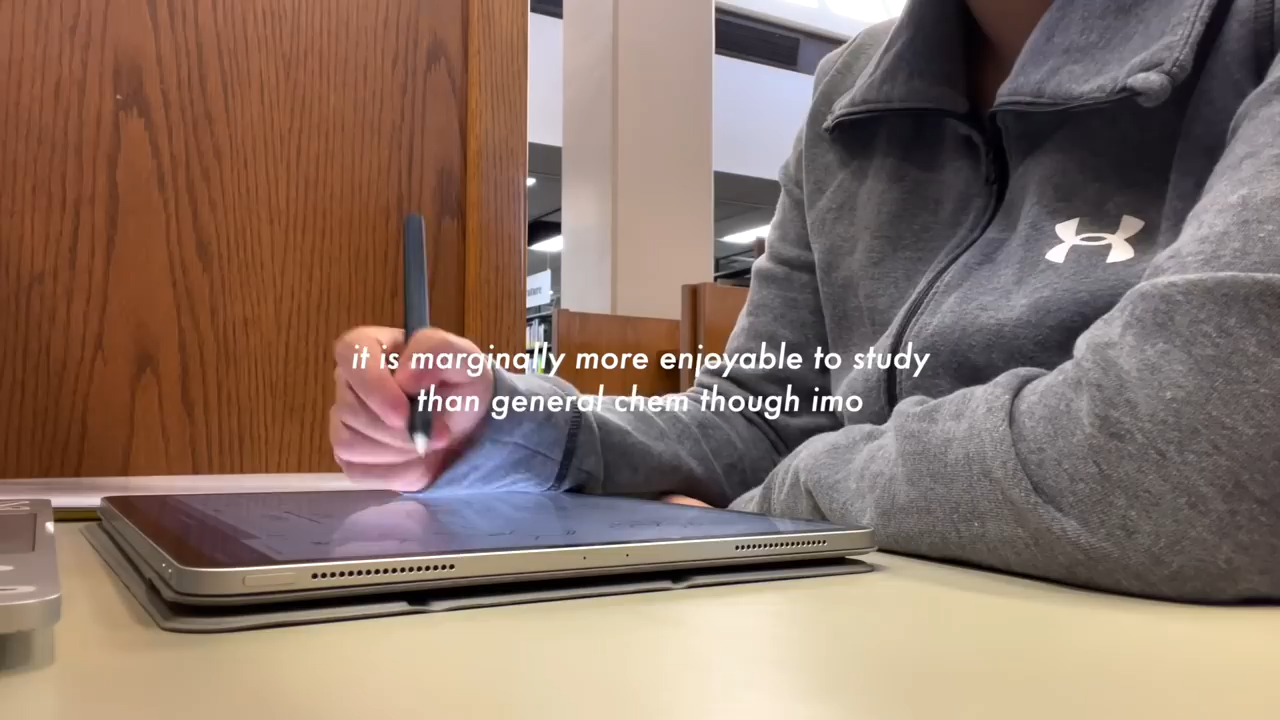 it is marginally more enjoyable to study
than general chem though imo